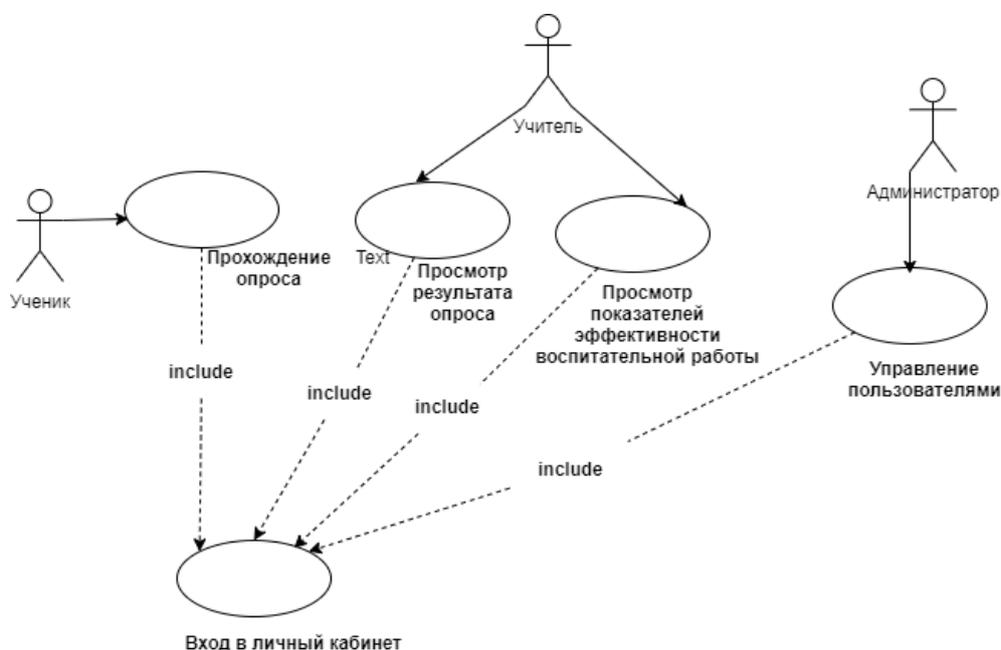 Учитель
Администратор
Ученик
Прохождение
опроса
Text
Просмотр
результата
опроса
Просмотр
показателей
эффективности
воспитательной работы
Управление
пользователями
include
include
include
include
Вход в личный кабинет